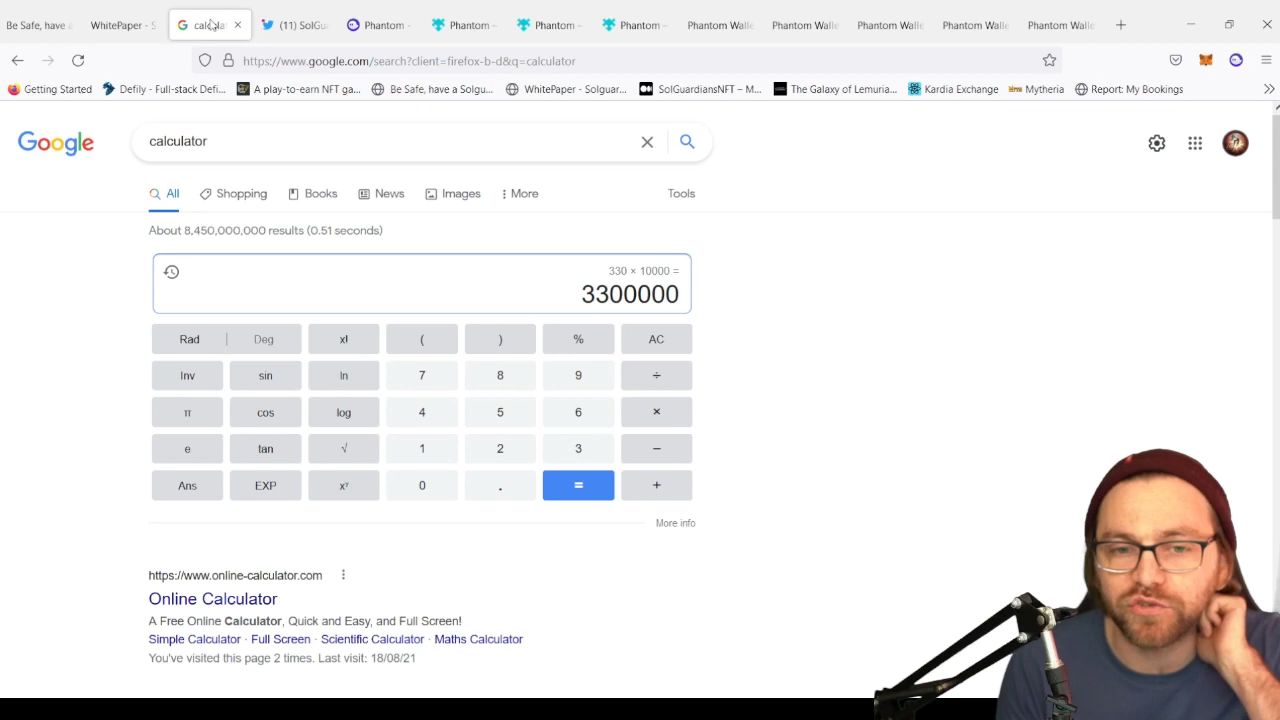 Be Safe, have a
WhitePaper - S
calculat
(11) SolGu
Phantom -
Phantom -
Phantom -
Phantom -
Phantom Walle
Phantom Walle
Phantom Walle
Phantom Walle
Phantom Walle
https://www.google.com/search?client=firefox-b-d&q=calculator
Getting Started
Defily - Full-stack Defi...
A play-to-earn NFT ga...
Be Safe, have a Solgu...
WhitePaper - Solguar...
SolGuardiansNFT – M...
The Galaxy of Lemuria...
Kardia Exchange
Mytheria
Report: My Bookings
Google
calculator
All
Shopping
Books
News
Images
More
Tools
About 8,450,000,000 results (0.51 seconds)
330 × 10000 =
3300000
Rad | Deg x! ( ) % AC
Inv sin ln 7 8 9 ÷
π cos log 4 5 6 ×
e tan √ 1 2 3 −
Ans EXP xʸ 0 . = +
More info
https://www.online-calculator.com
Online Calculator
A Free Online Calculator, Quick and Easy, and Full Screen!
Simple Calculator · Full Screen · Scientific Calculator · Maths Calculator
You've visited this page 2 times. Last visit: 18/08/21